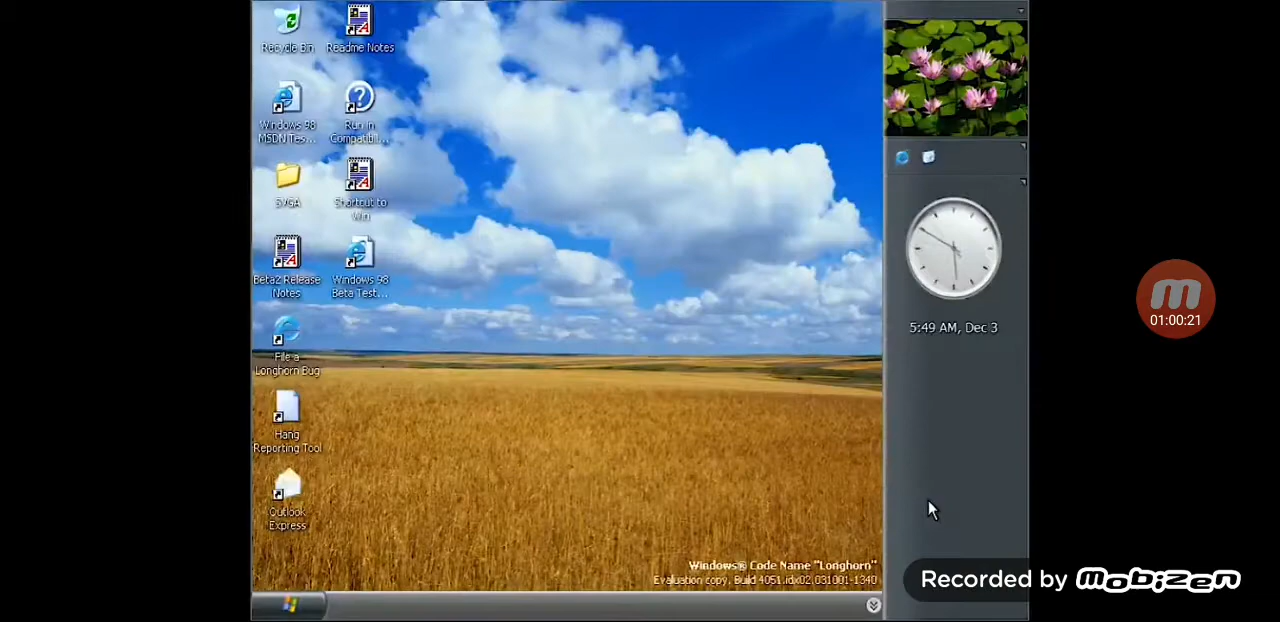 Recycle Bin
Readme Notes
Windows 98
MSDN Tes...
Run in
Compatibil...
SVGA
Shortcut to
Win
Beta2 Release
Notes
Windows 98
Beta Test...
File a
Longhorn Bug
Hang
Reporting Tool
Outlook
Express
5:49 AM, Dec 3
Windows® Code Name "Longhorn"
Evaluation copy. Build 4051.idx02.031001-1340
01:00:21
Recorded by mobizen